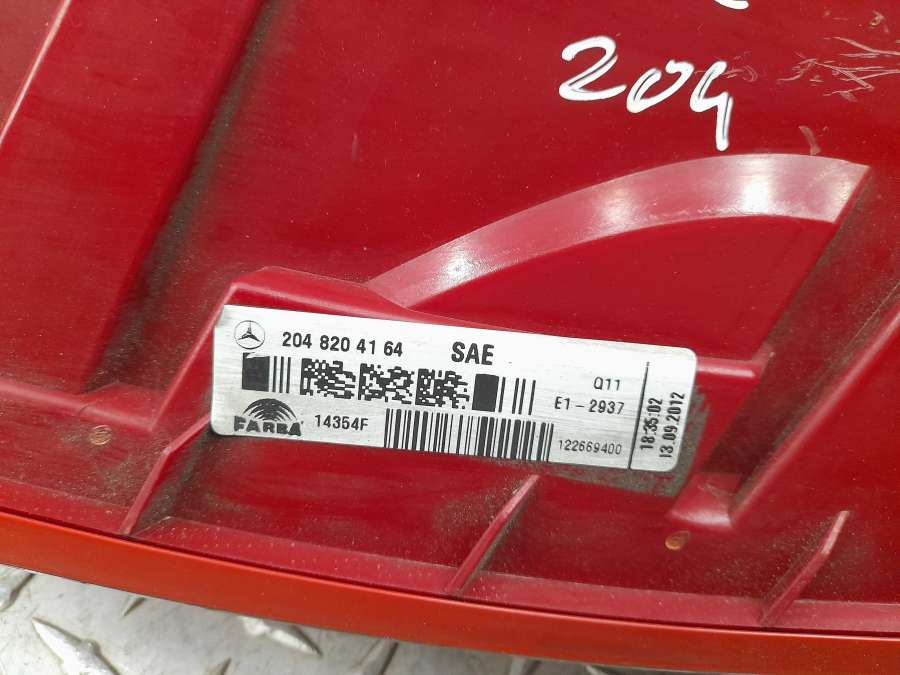 204
204 820 41 64 SAE
Q11
E1-2937
FARBA 14354F
122669400
18:35:02
13.09.2012